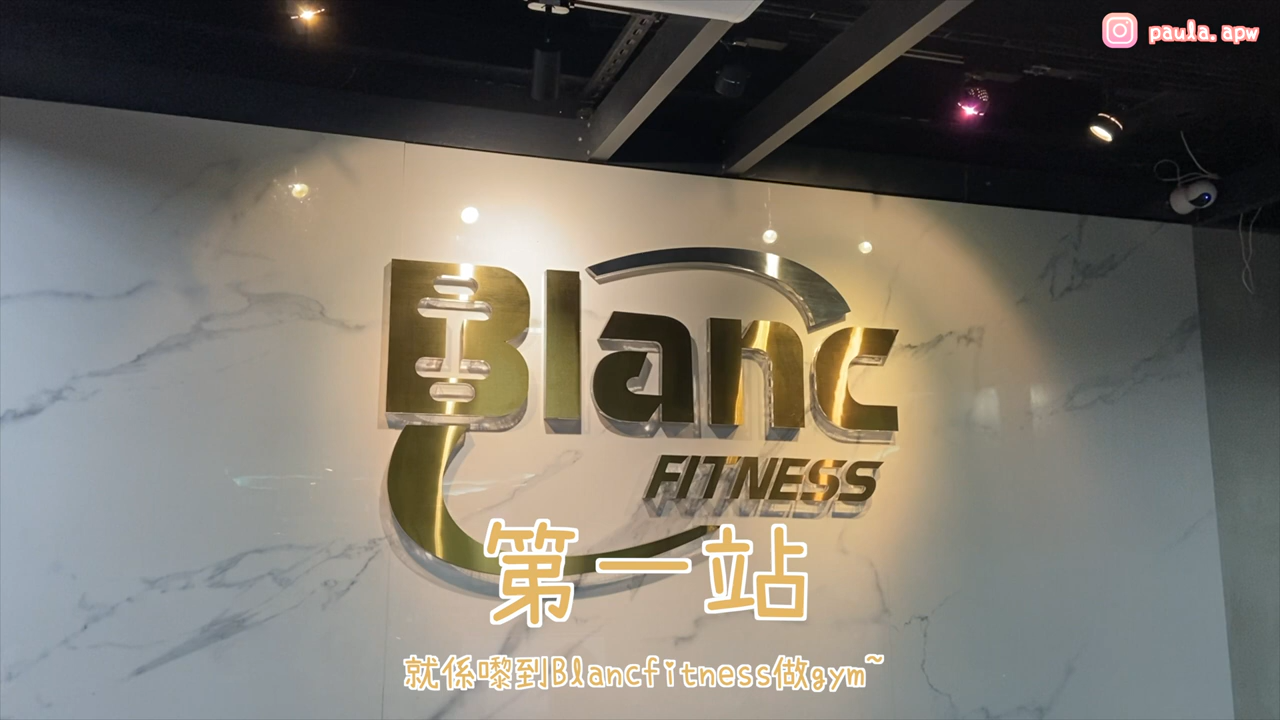 paula.apw
Blanc
FITNESS
第一站
就係嚟到Blancfitness做gym~